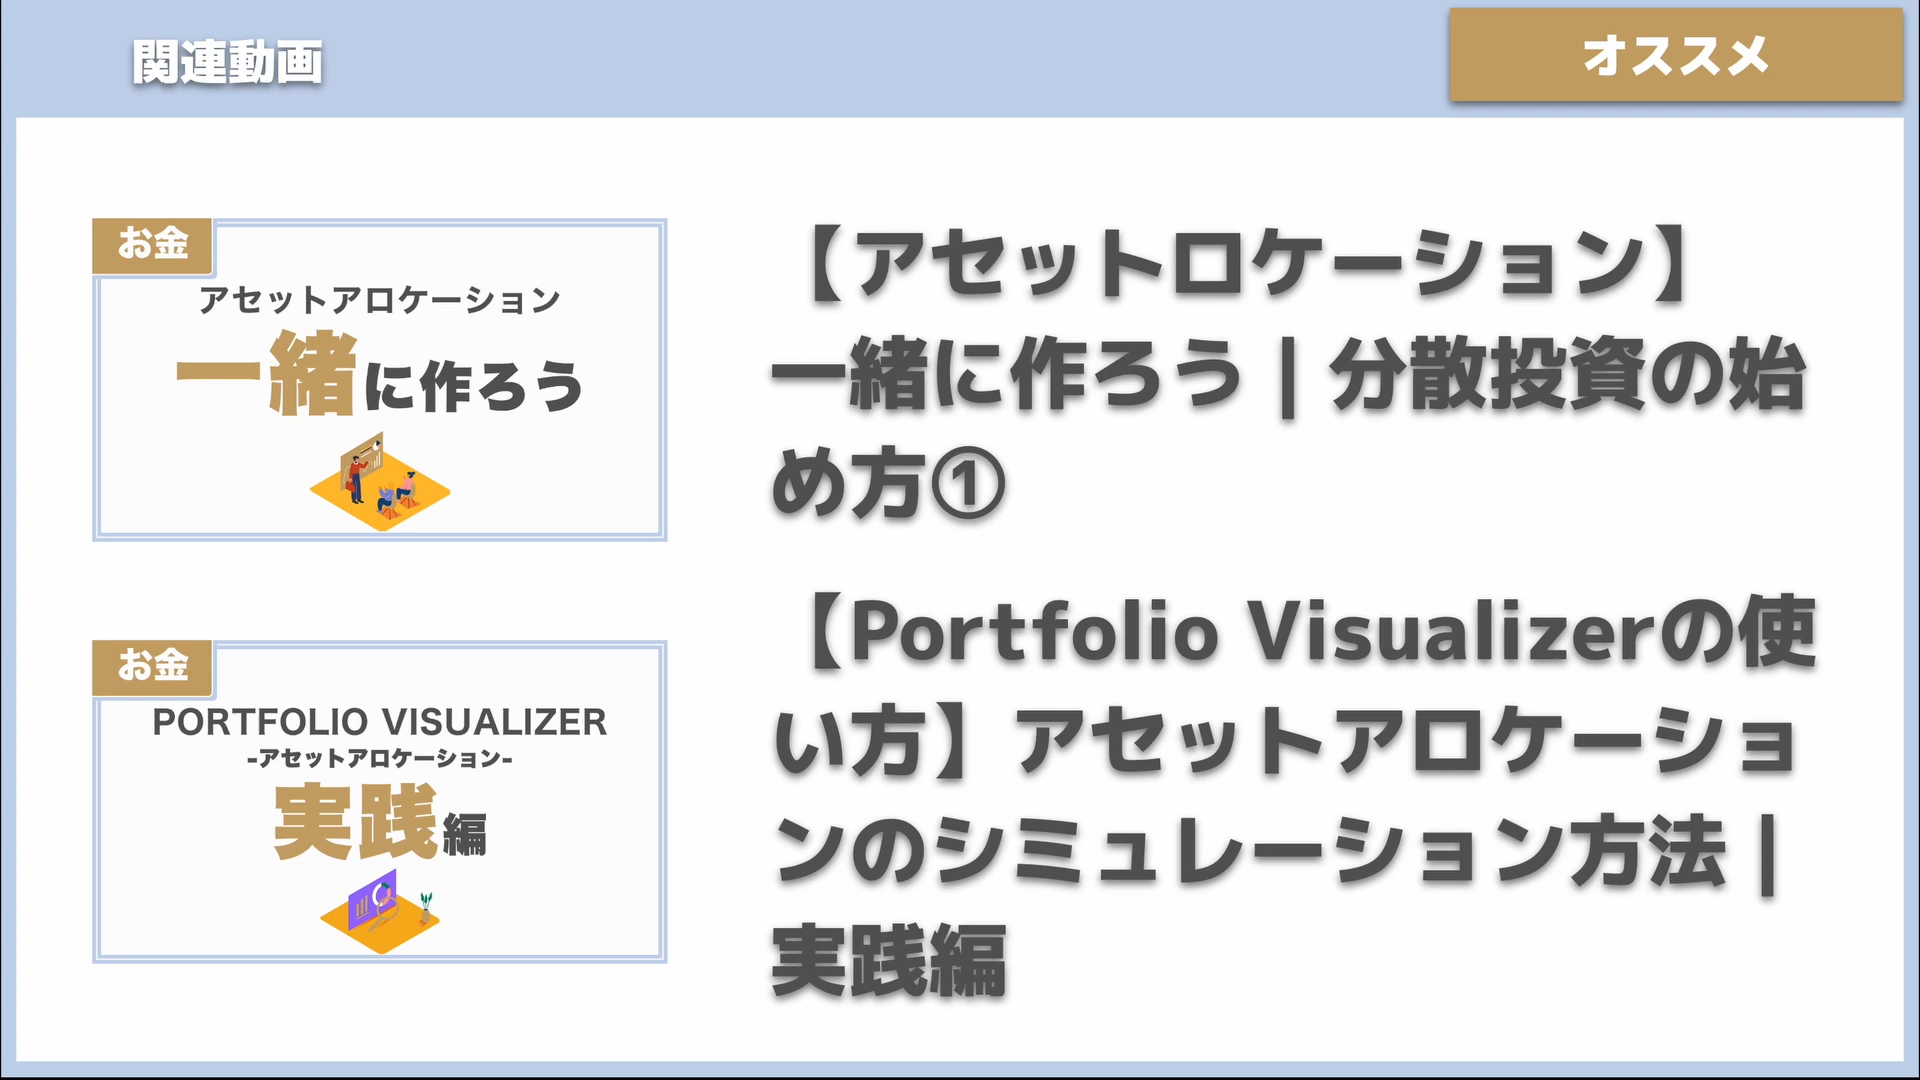 関連動画
オススメ
お金
アセットアロケーション
一緒に作ろう
【アセットロケーション】
一緒に作ろう｜分散投資の始
め方①
お金
PORTFOLIO VISUALIZER
-アセットアロケーション-
実践編
【Portfolio Visualizerの使
い方】アセットアロケーショ
ンのシミュレーション方法｜
実践編